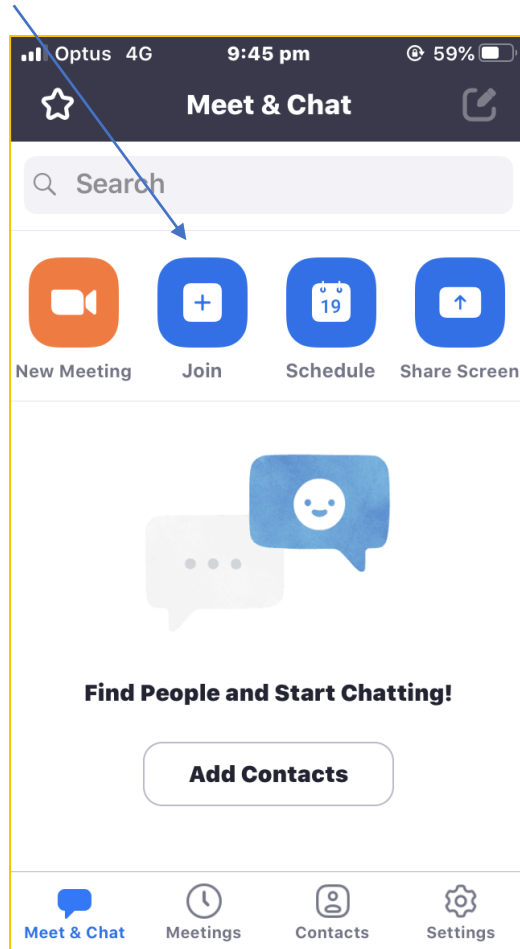 Optus 4G 9:45 pm 59%
Meet & Chat
Search
19
New Meeting Join Schedule Share Screen
Find People and Start Chatting!
Add Contacts
Meet & Chat Meetings Contacts Settings